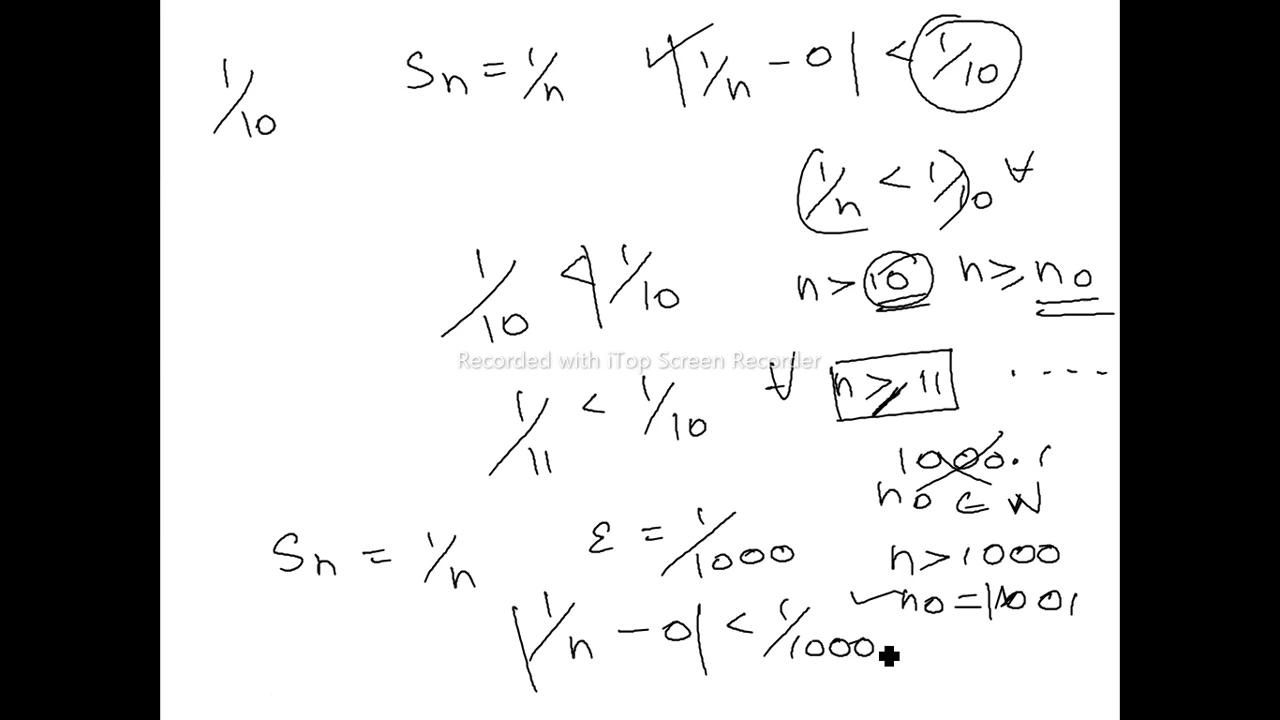 1/10 Sn = 1/n |1/n - 0| < 1/10
1/n < 1/10 ∀
n > 10 n ≥ n0
1/10 < 1/10
Recorded with iTop Screen Recorder
1/11 < 1/10 ∀ n ≥ 11 ....
1000.1
n0 ∈ N
Sn = 1/n ε = 1/1000 n > 1000
n0 = 1001
|1/n - 0| < 1/1000